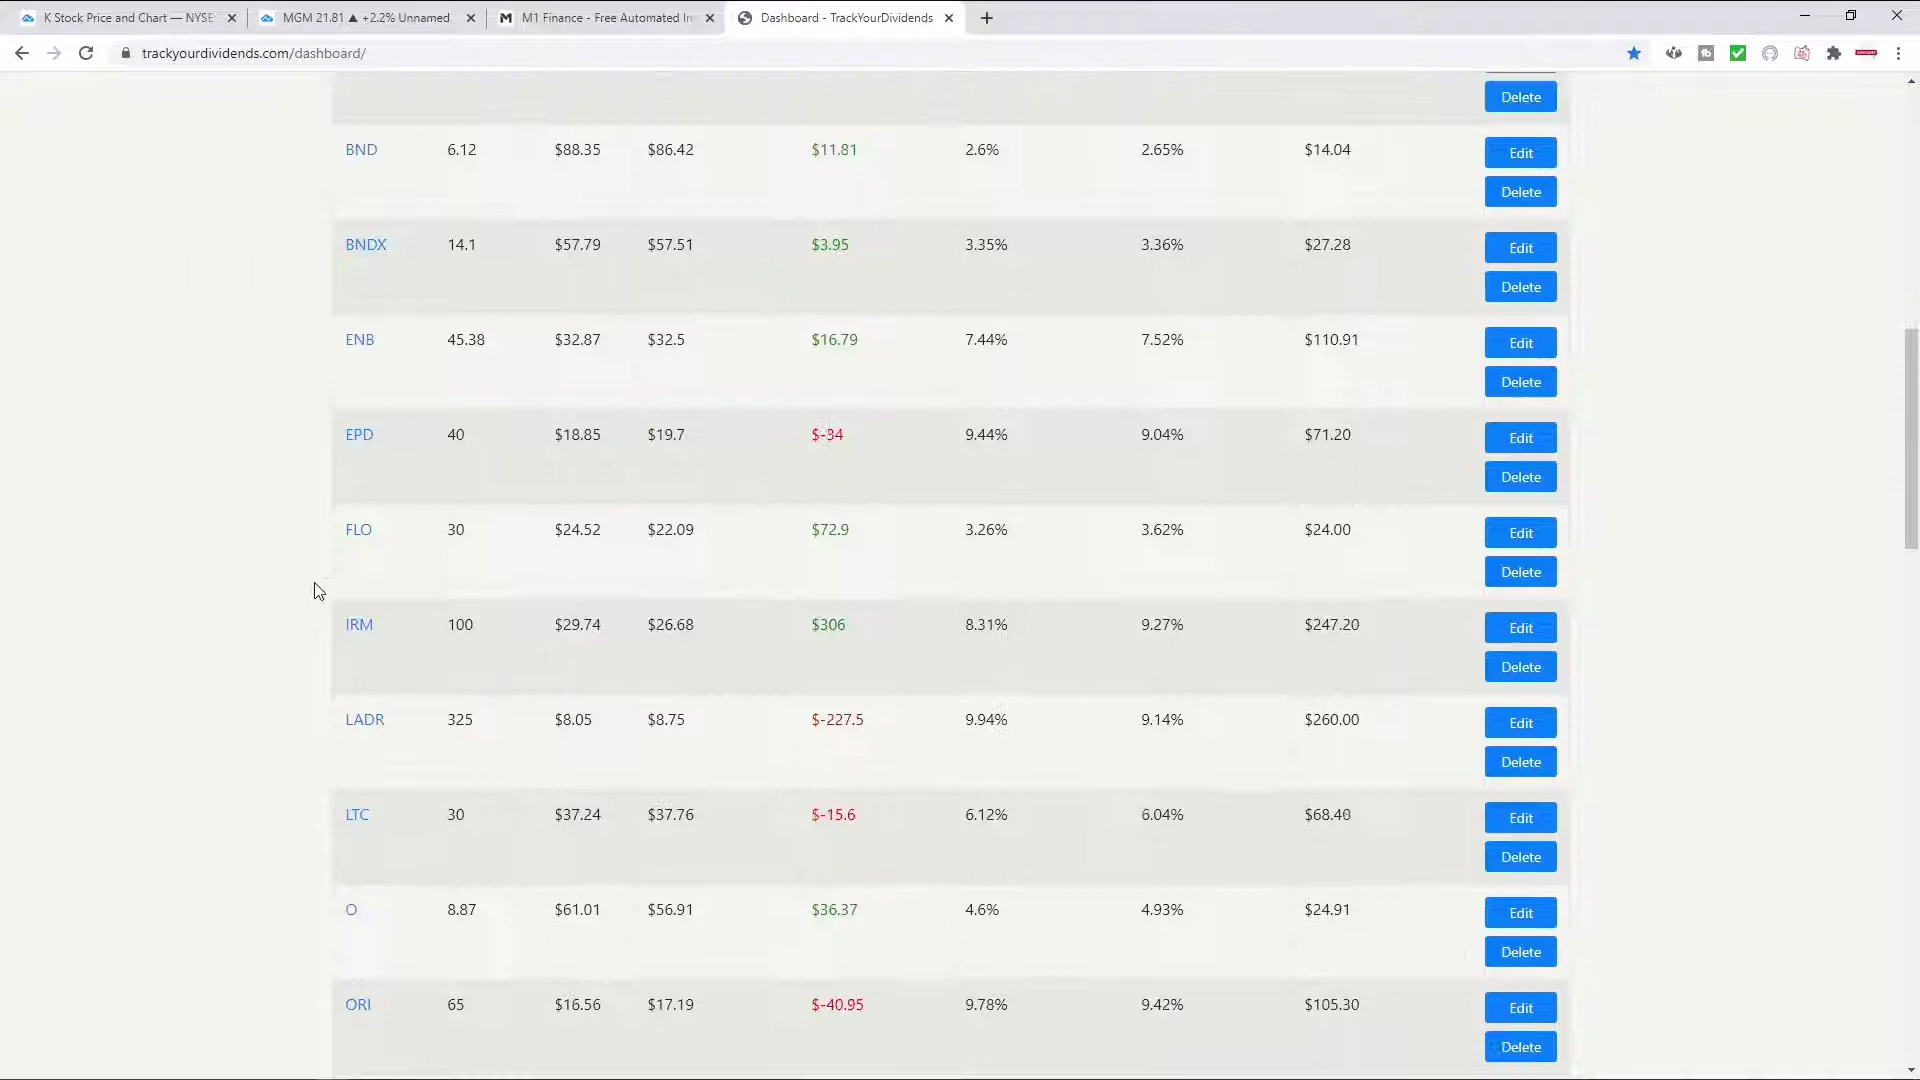 K Stock Price and Chart — NYSE
MGM 21.81 ▲ +2.2% Unnamed
M1 Finance - Free Automated In
Dashboard - TrackYourDividends
trackyourdividends.com/dashboard/
Delete
BND 6.12 $88.35 $86.42 $11.81 2.6% 2.65% $14.04 Edit
Delete
BNDX 14.1 $57.79 $57.51 $3.95 3.35% 3.36% $27.28 Edit
Delete
ENB 45.38 $32.87 $32.5 $16.79 7.44% 7.52% $110.91 Edit
Delete
EPD 40 $18.85 $19.7 $-34 9.44% 9.04% $71.20 Edit
Delete
FLO 30 $24.52 $22.09 $72.9 3.26% 3.62% $24.00 Edit
Delete
IRM 100 $29.74 $26.68 $306 8.31% 9.27% $247.20 Edit
Delete
LADR 325 $8.05 $8.75 $-227.5 9.94% 9.14% $260.00 Edit
Delete
LTC 30 $37.24 $37.76 $-15.6 6.12% 6.04% $68.40 Edit
Delete
O 8.87 $61.01 $56.91 $36.37 4.6% 4.93% $24.91 Edit
Delete
ORI 65 $16.56 $17.19 $-40.95 9.78% 9.42% $105.30 Edit
Delete